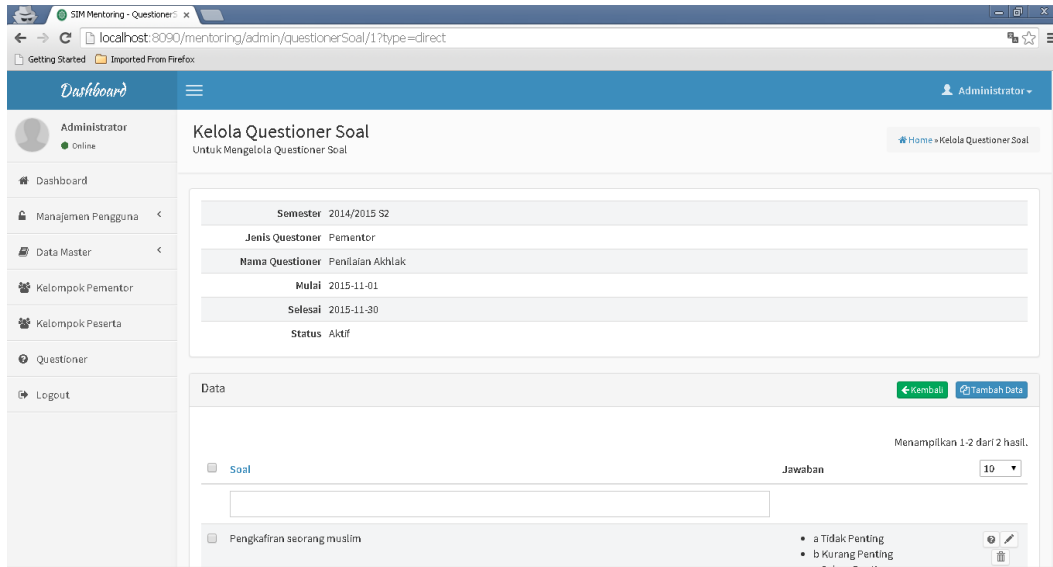 SIM Mentoring - QuestionerS
localhost:8090/mentoring/admin/questionerSoal/1?type=direct
Getting Started Imported From Firefox
Dashboard
Administrator
Administrator
Online
Kelola Questioner Soal
Untuk Mengelola Questioner Soal
Home » Kelola Questioner Soal
Dashboard
Manajemen Pengguna
Data Master
Kelompok Pementor
Kelompok Peserta
Questioner
Logout
Semester 2014/2015 S2
Jenis Questoner Pementor
Nama Questioner Penilaian Akhlak
Mulai 2015-11-01
Selesai 2015-11-30
Status Aktif
Data
Kembali Tambah Data
Menampilkan 1-2 dari 2 hasil.
Soal Jawaban 10
Pengkafiran seorang muslim
a Tidak Penting
b Kurang Penting